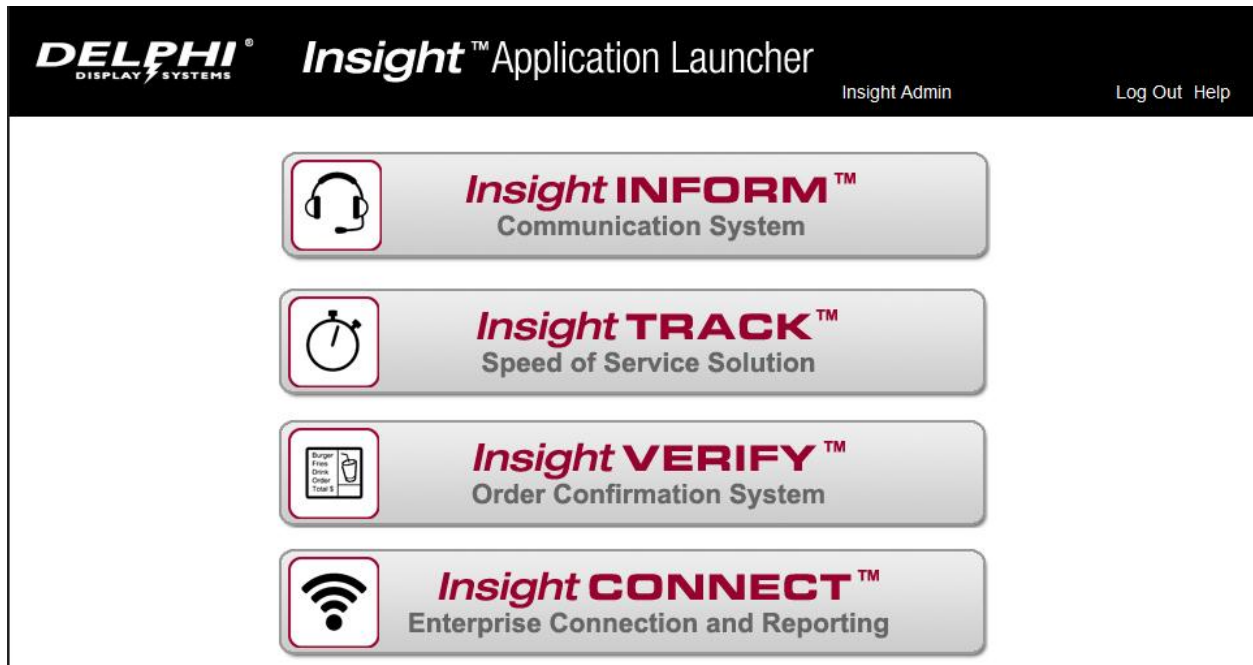 DELPHI®
DISPLAY SYSTEMS
Insight™ Application Launcher
Insight Admin
Log Out Help
Insight INFORM™
Communication System
Insight TRACK™
Speed of Service Solution
Burger
Fries
Drink
Order
Total $
Insight VERIFY™
Order Confirmation System
Insight CONNECT™
Enterprise Connection and Reporting